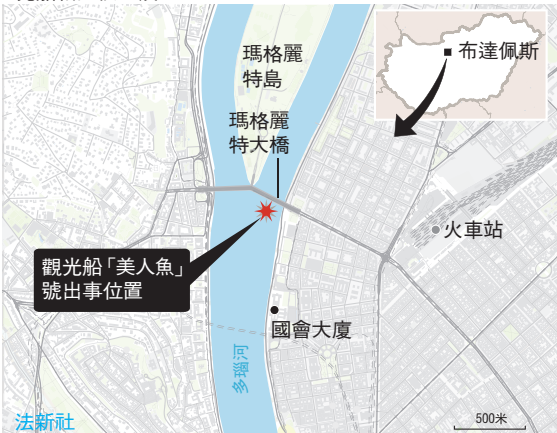 瑪格麗
特島
布達佩斯
瑪格麗
特大橋
火車站
觀光船「美人魚」
號出事位置
國會大廈
多瑙河
法新社
500米